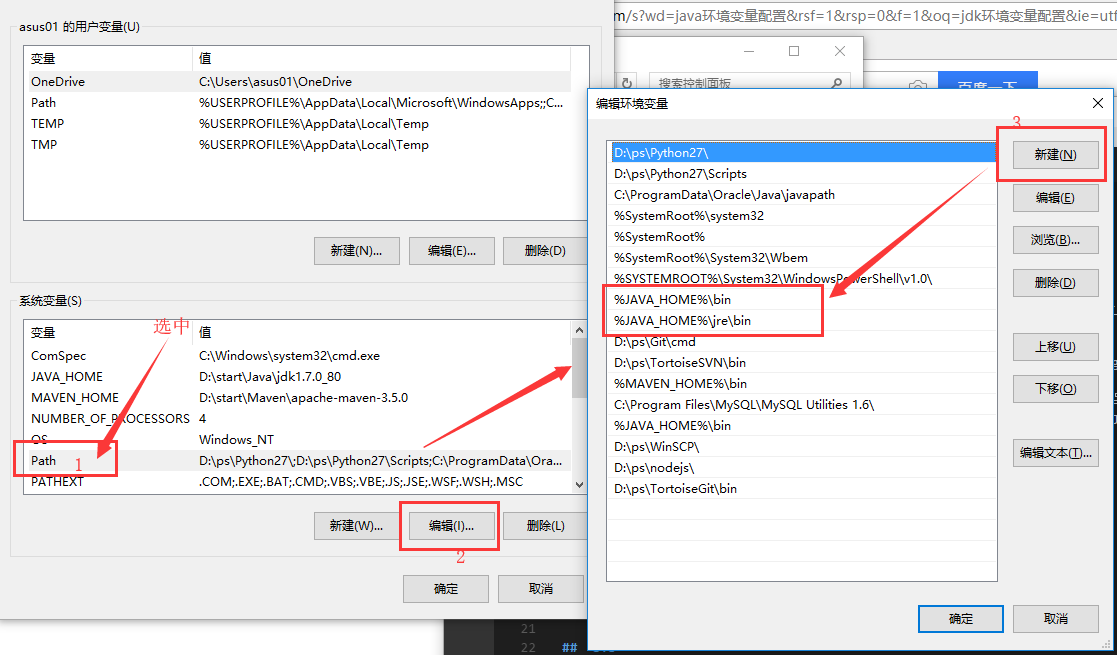 asus01 的用户变量(U)
变量 值
OneDrive C:\Users\asus01\OneDrive
Path %USERPROFILE%\AppData\Local\Microsoft\WindowsApps;;C...
TEMP %USERPROFILE%\AppData\Local\Temp
TMP %USERPROFILE%\AppData\Local\Temp
新建(N)... 编辑(E)... 删除(D)
系统变量(S)
变量 值
选中
ComSpec C:\Windows\system32\cmd.exe
JAVA_HOME D:\start\Java\jdk1.7.0_80
MAVEN_HOME D:\start\Maven\apache-maven-3.5.0
NUMBER_OF_PROCESSORS 4
OS Windows_NT
Path 1 D:\ps\Python27\;D:\ps\Python27\Scripts;C:\ProgramData\Ora...
PATHEXT .COM;.EXE;.BAT;.CMD;.VBS;.VBE;.JS;.JSE;.WSF;.WSH;.MSC
新建(W)... 编辑(I)... 删除(L)
2
确定 取消
m/s?wd=java环境变量配置&rsf=1&rsp=0&f=1&oq=jdk环境变量配置&ie=utf
搜索控制面板
百度一下
编辑环境变量
3
D:\ps\Python27\
D:\ps\Python27\Scripts
C:\ProgramData\Oracle\Java\javapath
%SystemRoot%\system32
%SystemRoot%
%SystemRoot%\System32\Wbem
%SYSTEMROOT%\System32\WindowsPowerShell\v1.0\
%JAVA_HOME%\bin
%JAVA_HOME%\jre\bin
D:\ps\Git\cmd
D:\ps\TortoiseSVN\bin
%MAVEN_HOME%\bin
C:\Program Files\MySQL\MySQL Utilities 1.6\
%JAVA_HOME%\bin
D:\ps\WinSCP\
D:\ps\nodejs\
D:\ps\TortoiseGit\bin
新建(N)
编辑(E)
浏览(B)...
删除(D)
上移(U)
下移(O)
编辑文本(T)...
确定 取消
21
22 ##